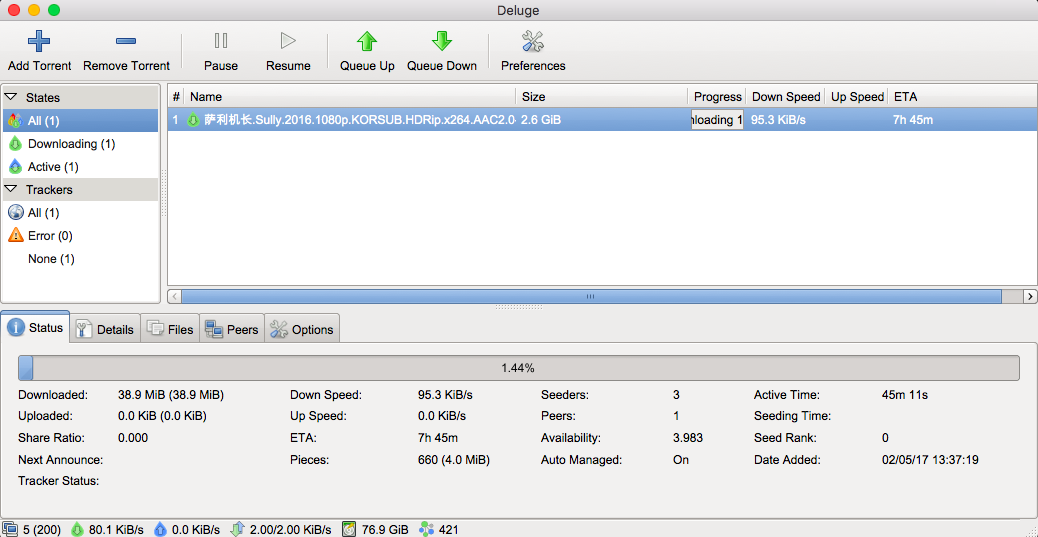 Deluge
Add Torrent Remove Torrent Pause Resume Queue Up Queue Down Preferences
States
All (1)
Downloading (1)
Active (1)
Trackers
All (1)
Error (0)
None (1)
# Name Size Progress Down Speed Up Speed ETA
1 萨利机长.Sully.2016.1080p.KORSUB.HDRip.x264.AAC2.0- 2.6 GiB loading 1 95.3 KiB/s 7h 45m
Status Details Files Peers Options
1.44%
Downloaded: 38.9 MiB (38.9 MiB) Down Speed: 95.3 KiB/s Seeders: 3 Active Time: 45m 11s
Uploaded: 0.0 KiB (0.0 KiB) Up Speed: 0.0 KiB/s Peers: 1 Seeding Time:
Share Ratio: 0.000 ETA: 7h 45m Availability: 3.983 Seed Rank: 0
Next Announce: Pieces: 660 (4.0 MiB) Auto Managed: On Date Added: 02/05/17 13:37:19
Tracker Status:
5 (200) 80.1 KiB/s 0.0 KiB/s 2.00/2.00 KiB/s 76.9 GiB 421